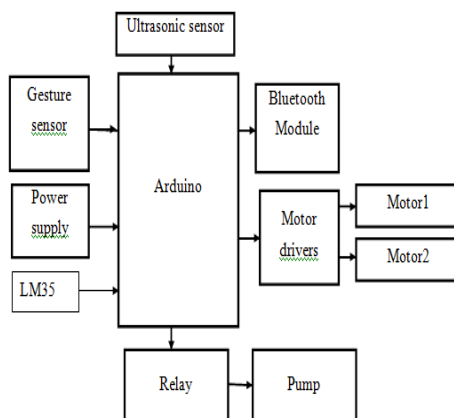 Ultrasonic sensor
Gesture
sensor
Bluetooth
Module
Arduino
Power
supply
Motor
drivers
Motor1
Motor2
LM35
Relay
Pump